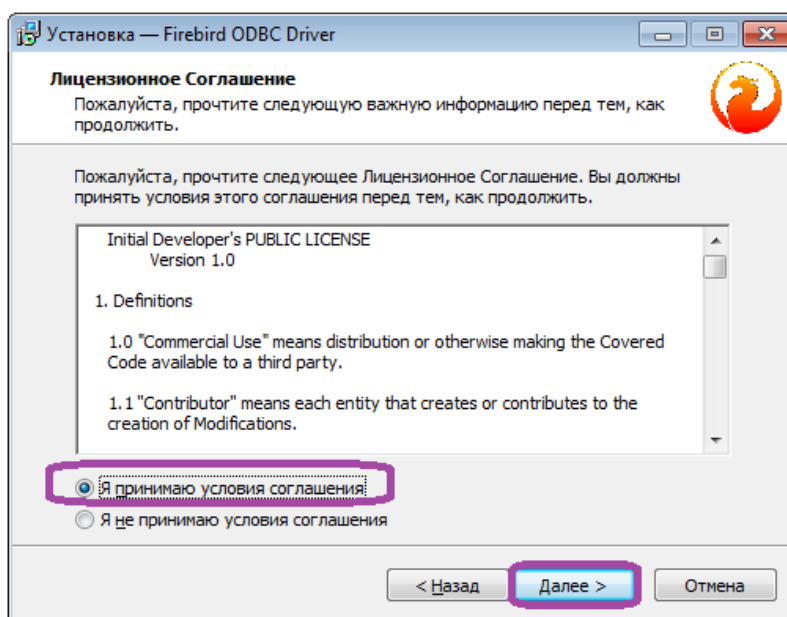 Установка — Firebird ODBC Driver
Лицензионное Соглашение
Пожалуйста, прочтите следующую важную информацию перед тем, как
продолжить.
Пожалуйста, прочтите следующее Лицензионное Соглашение. Вы должны
принять условия этого соглашения перед тем, как продолжить.
Initial Developer's PUBLIC LICENSE
Version 1.0
1. Definitions
1.0 "Commercial Use" means distribution or otherwise making the Covered
Code available to a third party.
1.1 "Contributor" means each entity that creates or contributes to the
creation of Modifications.
Я принимаю условия соглашения
Я не принимаю условия соглашения
< Назад Далее > Отмена